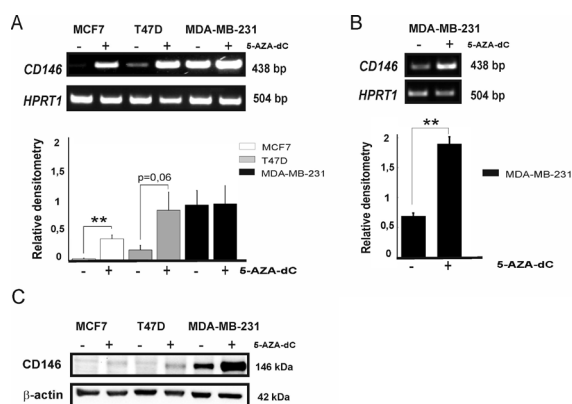 A
MCF7 T47D MDA-MB-231
- + - + - + 5-AZA-dC
CD146 438 bp
HPRT1 504 bp
Relative densitometry
2
1,5
1
0,5
0
MCF7
T47D
MDA-MB-231
**
p=0,06
- + - + - + 5-AZA-dC
B
MDA-MB-231
- + 5-AZA-dC
CD146 438 bp
HPRT1 504 bp
Relative densitometry
2
1,5
1
0,5
0
**
MDA-MB-231
- + 5-AZA-dC
C
MCF7 T47D MDA-MB-231
- + - + - + 5-AZA-dC
CD146 146 kDa
β-actin 42 kDa